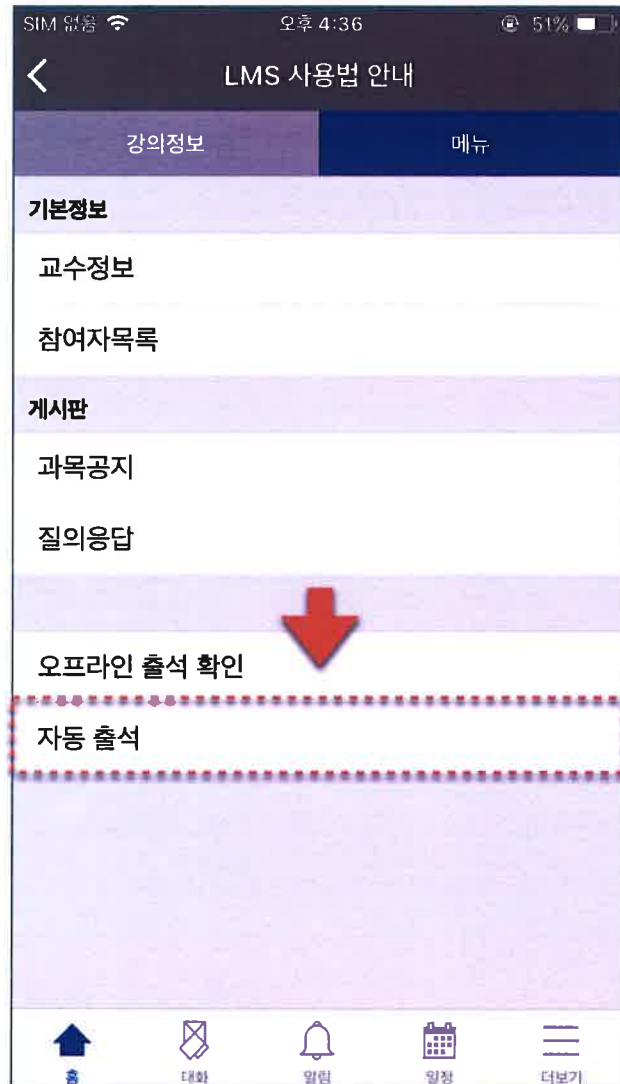 SIM 없음 오후 4:36 51%
LMS 사용법 안내
강의정보 메뉴
기본정보
교수정보
참여자목록
게시판
과목공지
질의응답
오프라인 출석 확인
자동 출석
홈 대화 알림 일정 더보기